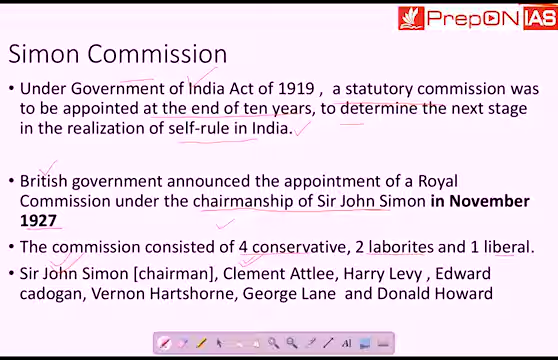 PrepON IAS
Simon Commission
• Under Government of India Act of 1919 , a statutory commission was
to be appointed at the end of ten years, to determine the next stage
in the realization of self-rule in India.
• British government announced the appointment of a Royal
Commission under the chairmanship of Sir John Simon in November
1927
• The commission consisted of 4 conservative, 2 laborites and 1 liberal.
• Sir John Simon [chairman], Clement Attlee, Harry Levy , Edward
cadogan, Vernon Hartshorne, George Lane and Donald Howard